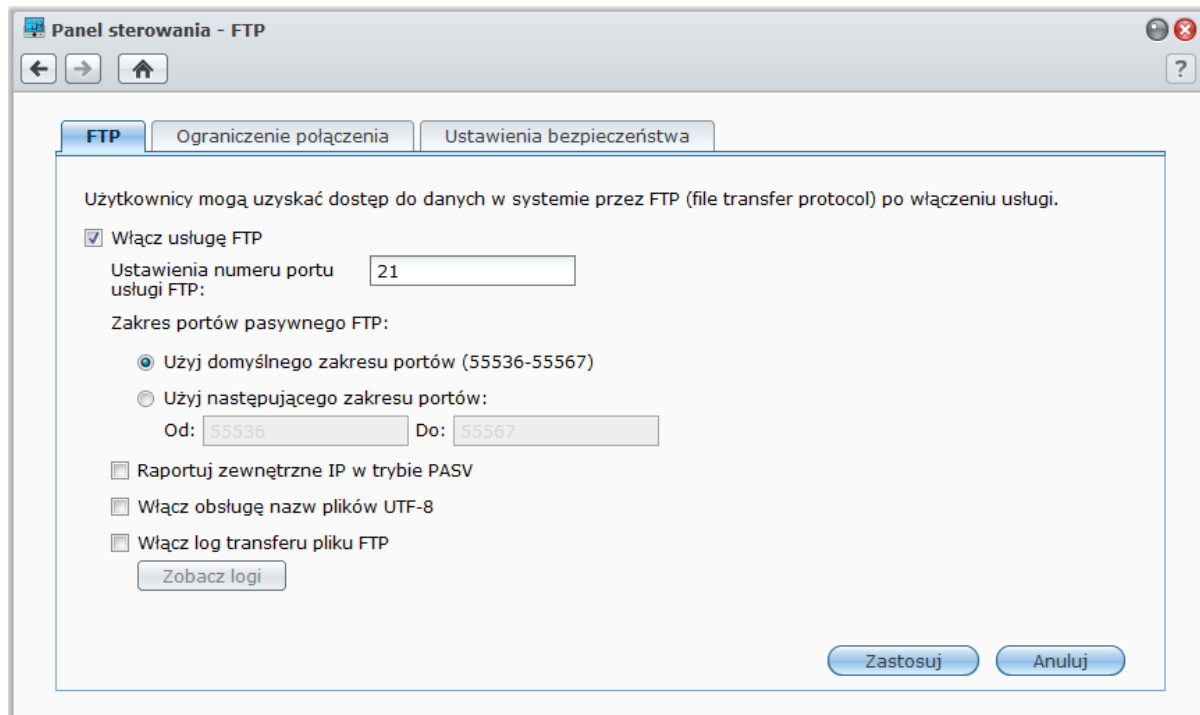 Panel sterowania - FTP
?
FTP Ograniczenie połączenia Ustawienia bezpieczeństwa
Użytkownicy mogą uzyskać dostęp do danych w systemie przez FTP (file transfer protocol) po włączeniu usługi.
Włącz usługę FTP
Ustawienia numeru portu 21
usługi FTP:
Zakres portów pasywnego FTP:
Użyj domyślnego zakresu portów (55536-55567)
Użyj następującego zakresu portów:
Od: 55536 Do: 55567
Raportuj zewnętrzne IP w trybie PASV
Włącz obsługę nazw plików UTF-8
Włącz log transferu pliku FTP
Zobacz logi
Zastosuj Anuluj